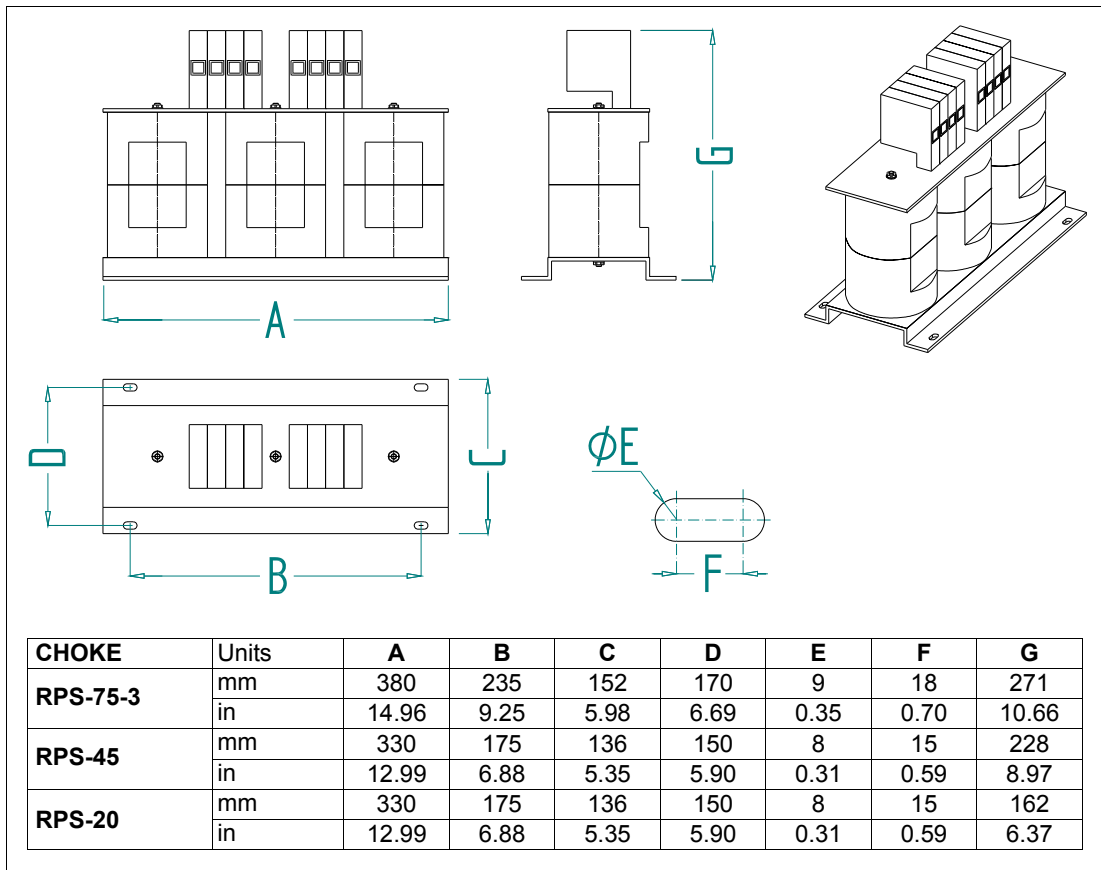 G
A
D
C
B
ΦE
F
CHOKE Units A B C D E F G
RPS-75-3 mm 380 235 152 170 9 18 271
in 14.96 9.25 5.98 6.69 0.35 0.70 10.66
RPS-45 mm 330 175 136 150 8 15 228
in 12.99 6.88 5.35 5.90 0.31 0.59 8.97
RPS-20 mm 330 175 136 150 8 15 162
in 12.99 6.88 5.35 5.90 0.31 0.59 6.37